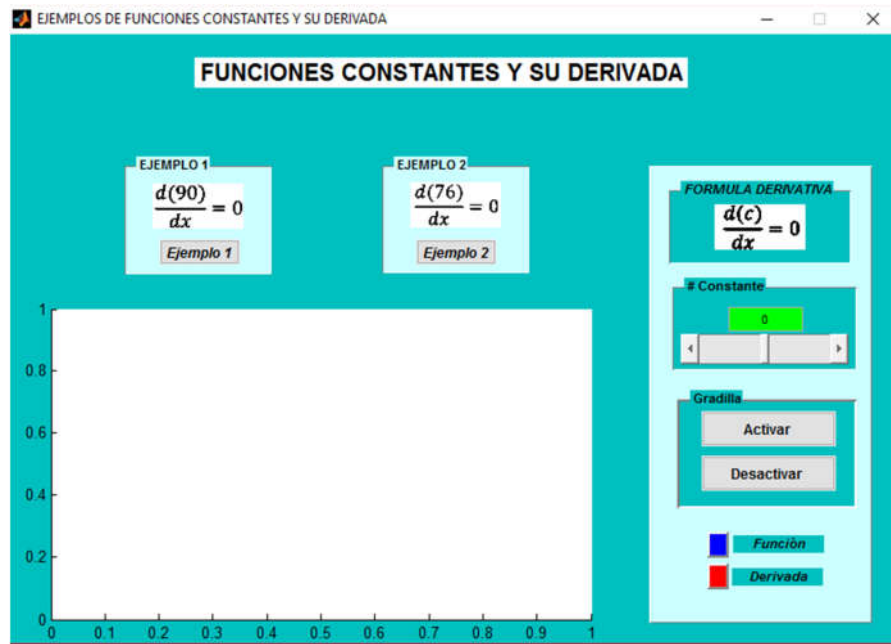 EJEMPLOS DE FUNCIONES CONSTANTES Y SU DERIVADA
FUNCIONES CONSTANTES Y SU DERIVADA
EJEMPLO 1
d(90)/dx = 0
Ejemplo 1
EJEMPLO 2
d(76)/dx = 0
Ejemplo 2
FORMULA DERIVATIVA
d(c)/dx = 0
# Constante
0
Gradilla
Activar
Desactivar
Funciòn
Derivada
1
0.8
0.6
0.4
0.2
0
0 0.1 0.2 0.3 0.4 0.5 0.6 0.7 0.8 0.9 1